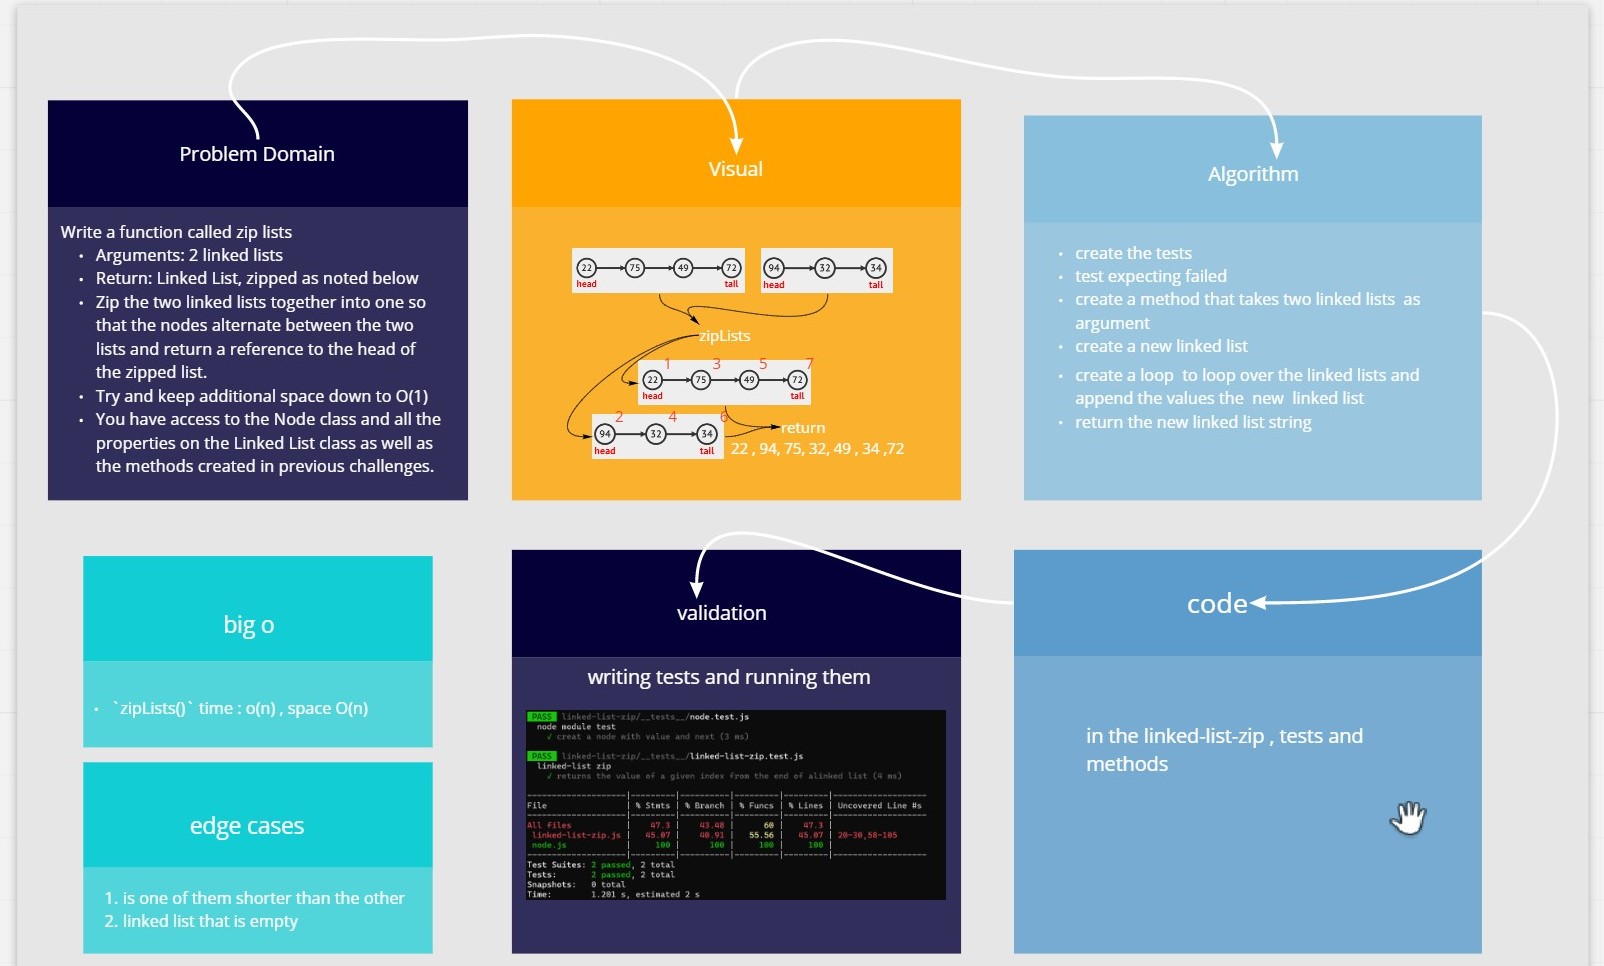 Problem Domain
Write a function called zip lists
• Arguments: 2 linked lists
• Return: Linked List, zipped as noted below
• Zip the two linked lists together into one so
that the nodes alternate between the two
lists and return a reference to the head of
the zipped list.
• Try and keep additional space down to O(1)
• You have access to the Node class and all the
properties on the Linked List class as well as
the methods created in previous challenges.
Visual
22 75 49 72
head tail
94 32 34
head tail
zipLists
1 3 5 7
22 75 49 72
head tail
2 4 6
94 32 34
head tail
return
22 , 94, 75, 32, 49 , 34 ,72
Algorithm
• create the tests
• test expecting failed
• create a method that takes two linked lists as
argument
• create a new linked list
• create a loop to loop over the linked lists and
append the values the new linked list
• return the new linked list string
big o
• `zipLists()` time : o(n) , space O(n)
edge cases
1. is one of them shorter than the other
2. linked list that is empty
validation
writing tests and running them
PASS linked-list-zip/__tests__/node.test.js
node module test
√ creat a node with value and next (3 ms)
PASS linked-list-zip/__tests__/linked-list-zip.test.js
linked-list zip
√ returns the value of a given index from the end of alinked list (4 ms)
File | % Stmts | % Branch | % Funcs | % Lines | Uncovered Line #s
All files | 47.3 | 43.48 | 60 | 47.3 |
linked-list-zip.js | 45.07 | 40.91 | 55.56 | 45.07 | 20-30,58-105
node.js | 100 | 100 | 100 | 100 |
Test Suites: 2 passed, 2 total
Tests: 2 passed, 2 total
Snapshots: 0 total
Time: 1.201 s, estimated 2 s
code
in the linked-list-zip , tests and
methods